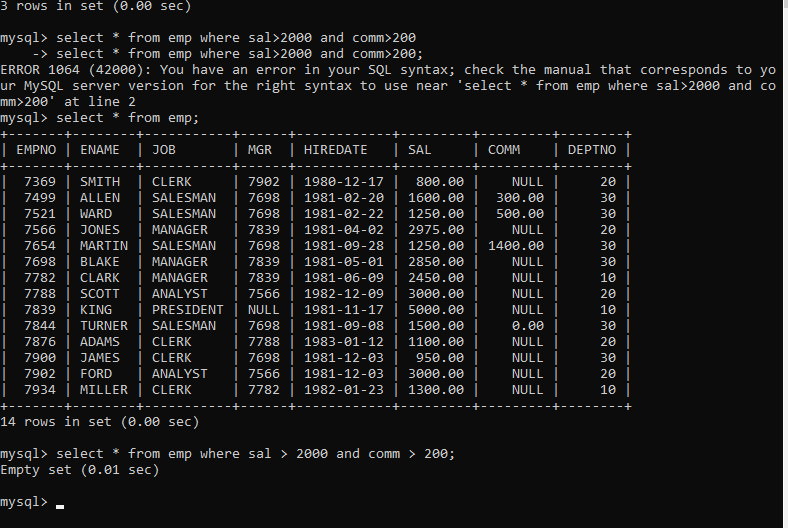 3 rows in set (0.00 sec)
mysql> select * from emp where sal>2000 and comm>200
    -> select * from emp where sal>2000 and comm>200;
ERROR 1064 (42000): You have an error in your SQL syntax; check the manual that corresponds to yo
ur MySQL server version for the right syntax to use near 'select * from emp where sal>2000 and co
mm>200' at line 2
mysql> select * from emp;
+-------+--------+-----------+------+------------+---------+---------+--------+
| EMPNO | ENAME  | JOB       | MGR  | HIREDATE   | SAL     | COMM    | DEPTNO |
+-------+--------+-----------+------+------------+---------+---------+--------+
|  7369 | SMITH  | CLERK     | 7902 | 1980-12-17 |  800.00 |    NULL |     20 |
|  7499 | ALLEN  | SALESMAN  | 7698 | 1981-02-20 | 1600.00 |  300.00 |     30 |
|  7521 | WARD   | SALESMAN  | 7698 | 1981-02-22 | 1250.00 |  500.00 |     30 |
|  7566 | JONES  | MANAGER   | 7839 | 1981-04-02 | 2975.00 |    NULL |     20 |
|  7654 | MARTIN | SALESMAN  | 7698 | 1981-09-28 | 1250.00 | 1400.00 |     30 |
|  7698 | BLAKE  | MANAGER   | 7839 | 1981-05-01 | 2850.00 |    NULL |     30 |
|  7782 | CLARK  | MANAGER   | 7839 | 1981-06-09 | 2450.00 |    NULL |     10 |
|  7788 | SCOTT  | ANALYST   | 7566 | 1982-12-09 | 3000.00 |    NULL |     20 |
|  7839 | KING   | PRESIDENT | NULL | 1981-11-17 | 5000.00 |    NULL |     10 |
|  7844 | TURNER | SALESMAN  | 7698 | 1981-09-08 | 1500.00 |    0.00 |     30 |
|  7876 | ADAMS  | CLERK     | 7788 | 1983-01-12 | 1100.00 |    NULL |     20 |
|  7900 | JAMES  | CLERK     | 7698 | 1981-12-03 |  950.00 |    NULL |     30 |
|  7902 | FORD   | ANALYST   | 7566 | 1981-12-03 | 3000.00 |    NULL |     20 |
|  7934 | MILLER | CLERK     | 7782 | 1982-01-23 | 1300.00 |    NULL |     10 |
+-------+--------+-----------+------+------------+---------+---------+--------+
14 rows in set (0.00 sec)
mysql> select * from emp where sal > 2000 and comm > 200;
Empty set (0.01 sec)
mysql>